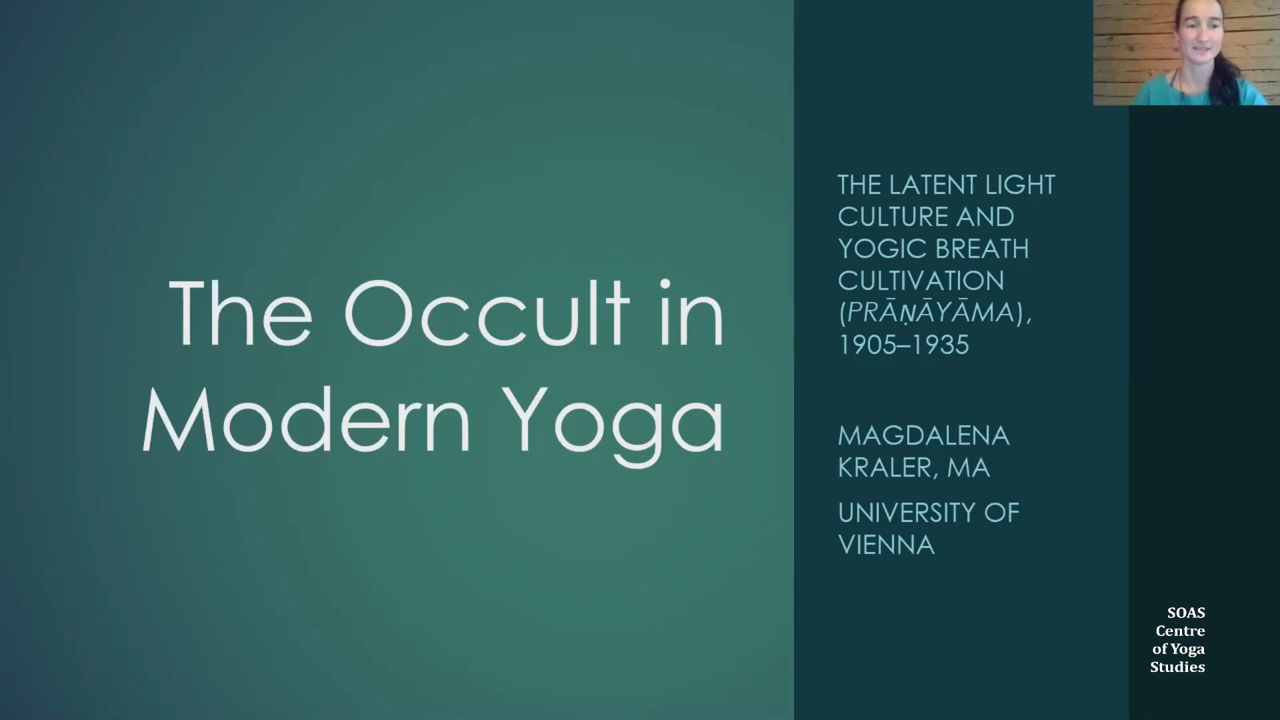 The Occult in
Modern Yoga
THE LATENT LIGHT
CULTURE AND
YOGIC BREATH
CULTIVATION
(PRĀṆĀYĀMA),
1905–1935
MAGDALENA
KRALER, MA
UNIVERSITY OF
VIENNA
SOAS
Centre
of Yoga
Studies